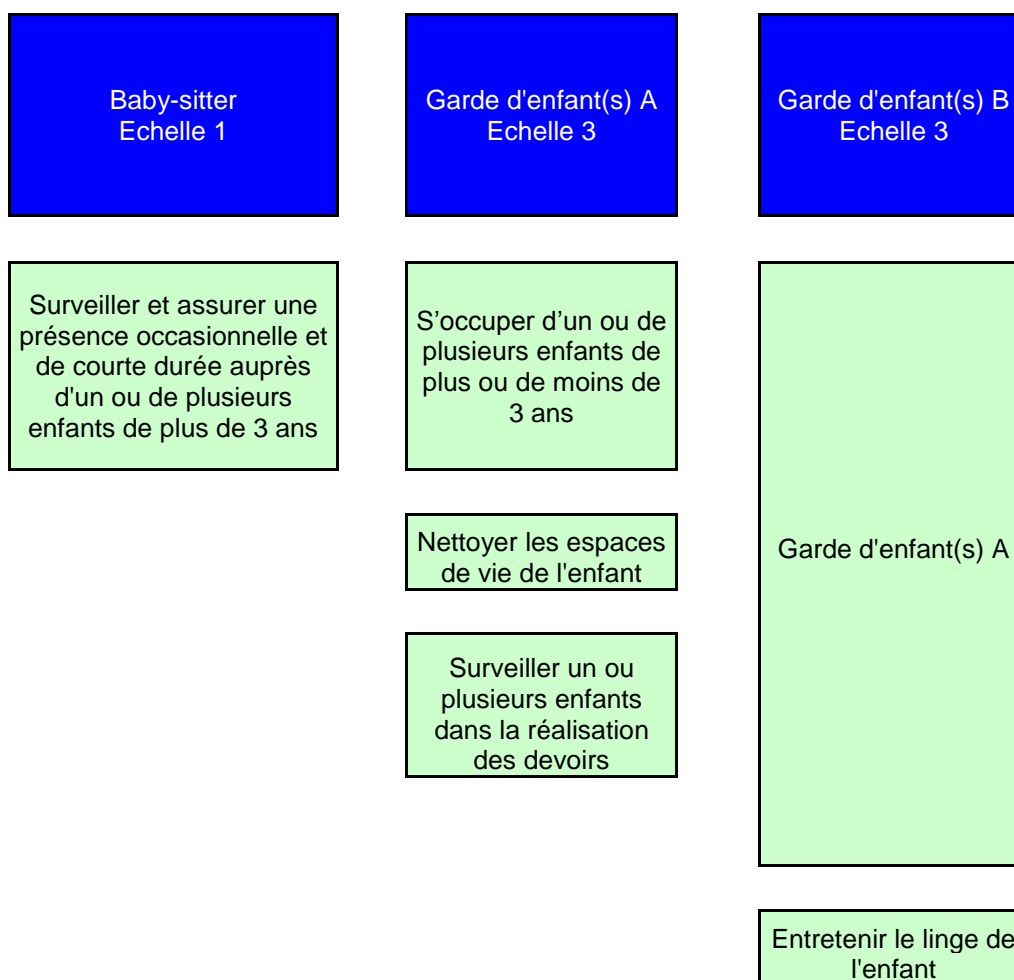 Baby-sitter
Echelle 1
Garde d'enfant(s) A
Echelle 3
Garde d'enfant(s) B
Echelle 3
Surveiller et assurer une
présence occasionnelle et
de courte durée auprès
d'un ou de plusieurs
enfants de plus de 3 ans
S’occuper d’un ou de
plusieurs enfants de
plus ou de moins de
3 ans
Nettoyer les espaces
de vie de l'enfant
Surveiller un ou
plusieurs enfants
dans la réalisation
des devoirs
Garde d'enfant(s) A
Entretenir le linge de
l'enfant